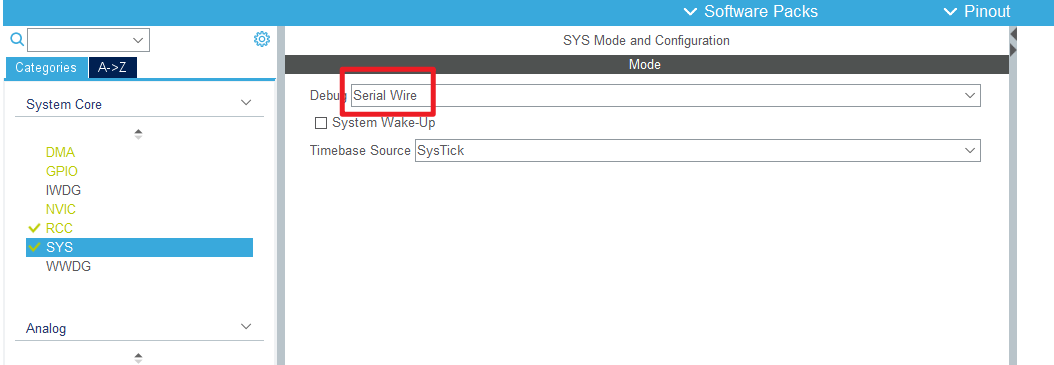 Software Packs Pinout
SYS Mode and Configuration
Categories A->Z
Mode
System Core
Debug Serial Wire
System Wake-Up
Timebase Source SysTick
DMA
GPIO
IWDG
NVIC
RCC
SYS
WWDG
Analog